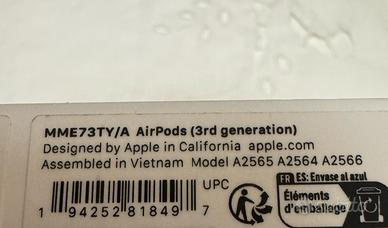 MME73TY/A AirPods (3rd generation)
Designed by Apple in California apple.com
Assembled in Vietnam Model A2565 A2564 A2566
UPC
FR ES: Envase al azul
Éléments
d'emballage
1 94252 81849 7